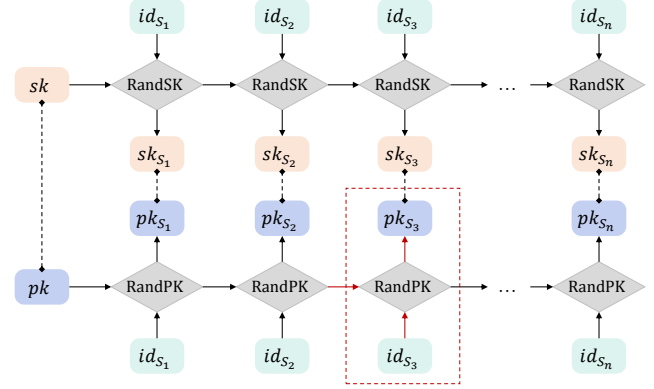 id_{S_1} id_{S_2} id_{S_3} id_{S_n}
sk RandSK RandSK RandSK ... RandSK
sk_{S_1} sk_{S_2} sk_{S_3} sk_{S_n}
pk_{S_1} pk_{S_2} pk_{S_3} pk_{S_n}
pk RandPK RandPK RandPK ... RandPK
id_{S_1} id_{S_2} id_{S_3} id_{S_n}